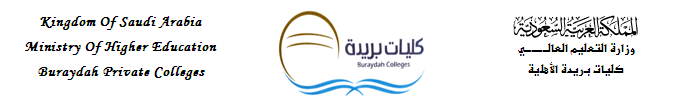 Kingdom Of Saudi Arabia
Ministry Of Higher Education
Buraydah Private Colleges
كليات بريدة
Buraydah Colleges
المملكة العربية السعودية
وزارة التعليم العالـــــي
كليات بريدة الأهلية